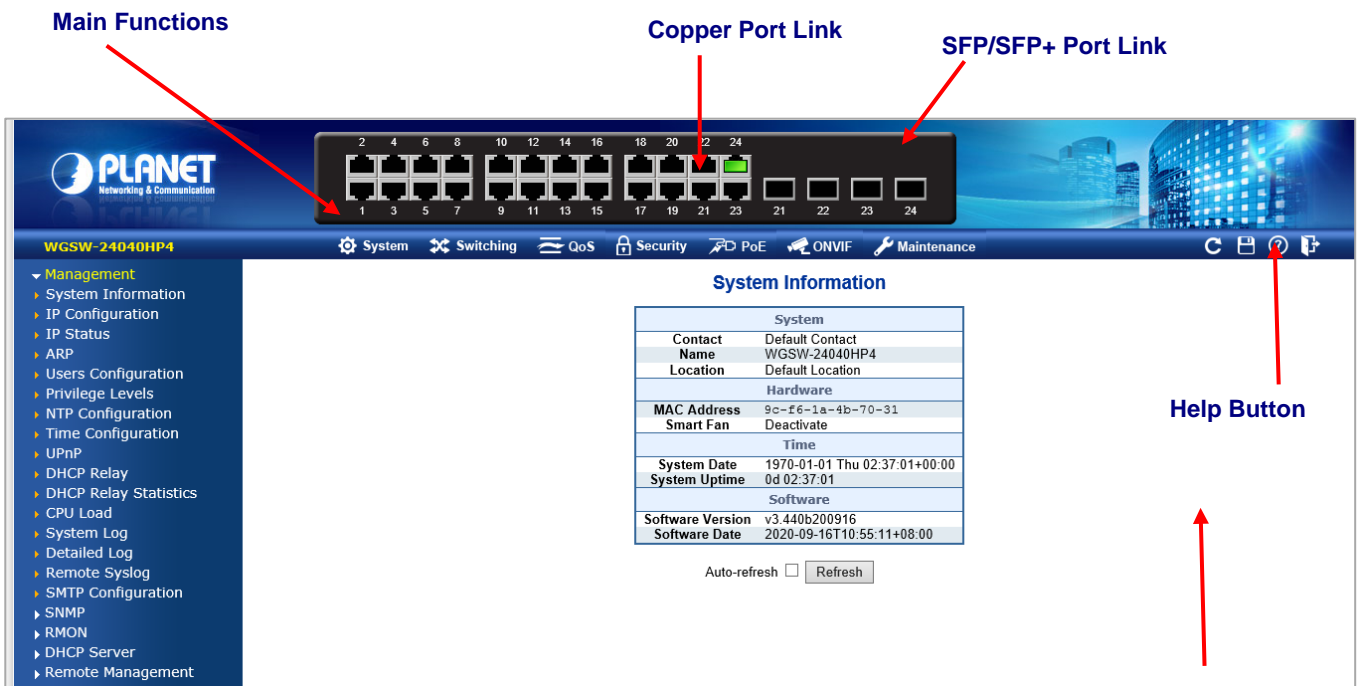 Main Functions
Copper Port Link
SFP/SFP+ Port Link
2 4 6 8 10 12 14 16 18 20 22 24
PLANET
Networking & Communication
1 3 5 7 9 11 13 15 17 19 21 23 21 22 23 24
WGSW-24040HP4
System Switching QoS Security PoE ONVIF Maintenance
Management
System Information
IP Configuration
IP Status
ARP
Users Configuration
Privilege Levels
NTP Configuration
Time Configuration
UPnP
DHCP Relay
DHCP Relay Statistics
CPU Load
System Log
Detailed Log
Remote Syslog
SMTP Configuration
SNMP
RMON
DHCP Server
Remote Management
System Information
System
Contact Default Contact
Name WGSW-24040HP4
Location Default Location
Hardware
MAC Address 9c-f6-1a-4b-70-31
Smart Fan Deactivate
Time
System Date 1970-01-01 Thu 02:37:01+00:00
System Uptime 0d 02:37:01
Software
Software Version v3.440b200916
Software Date 2020-09-16T10:55:11+08:00
Auto-refresh Refresh
Help Button